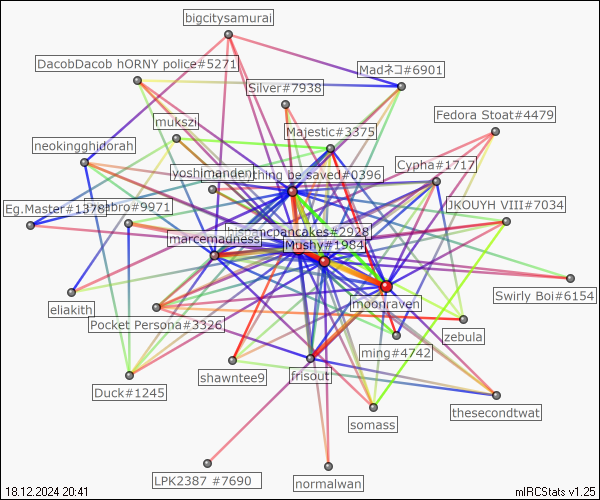 bigcitysamurai
DacobDacob hORNY police#5271
Madネコ#6901
Silver#7938
Fedora Stoat#4479
mukszi
Majestic#3375
neokingghidorah
Cypha#1717
yoshimanden
thing be saved#0396
JKOUYH VIII#7034
Eg.Master#1378
bro#9971
hispanicpancakes#2928
marcemadness
Mushy#1984
Swirly Boi#6154
eliakith
moonraven
Pocket Persona#3326
zebula
ming#4742
shawntee9
frisout
Duck#1245
thesecondtwat
somass
LPK2387 #7690
normalwan
18.12.2024 20:41
mIRCStats v1.25